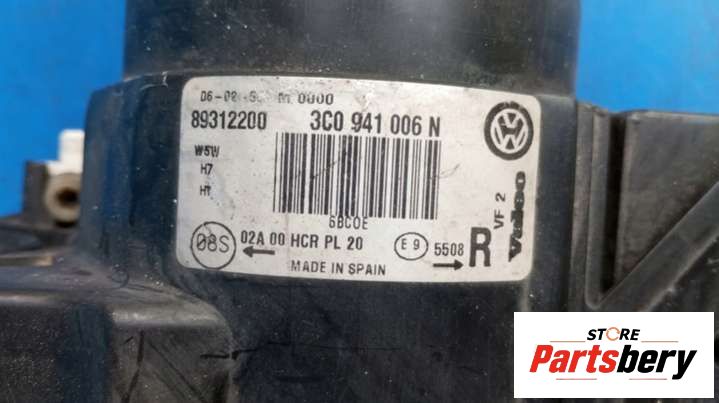 M 0000
89312200
3C0 941 006 N
W5W
H7
H1
6BC0E
VF 2
Valeo
08S
02A 00 HCR PL 20
E 9
5508
R
MADE IN SPAIN
STORE
Partsbery